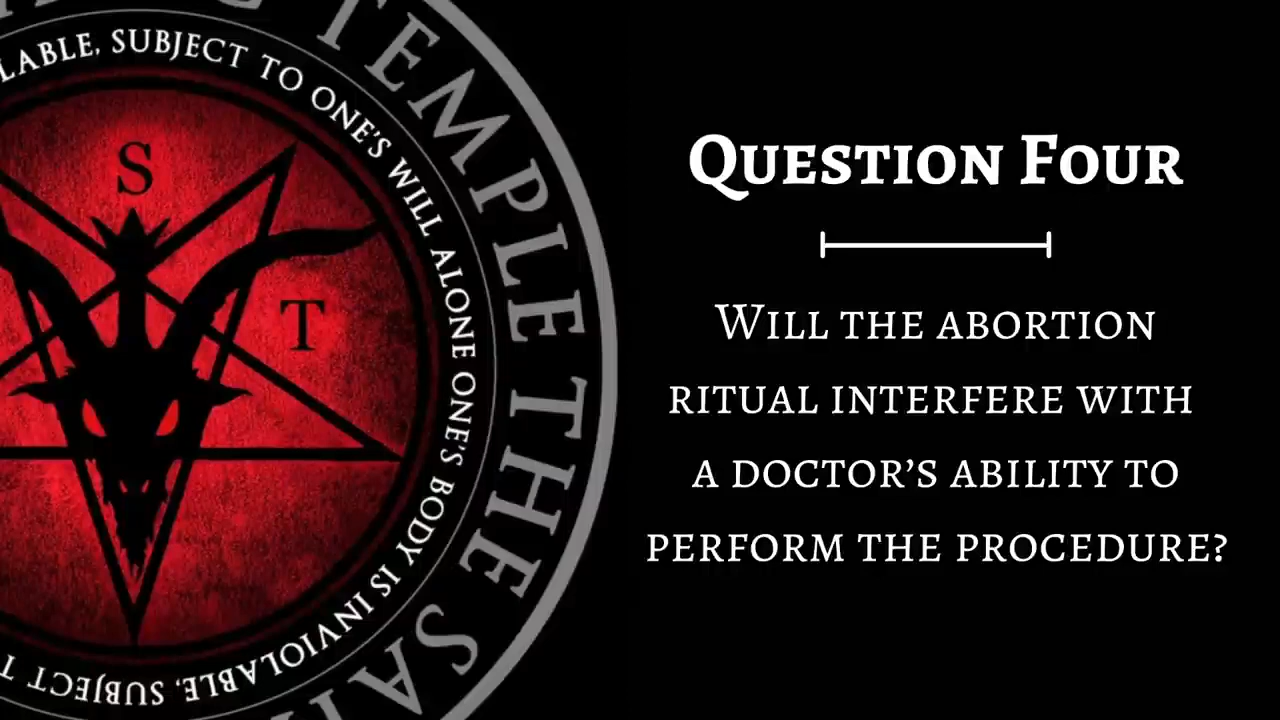 TEMPLE THE
LABLE, SUBJECT TO ONE'S WILL ALONE ONE'S BODY IS INVIOLABLE, SUBJECT T
S
T
Question Four
Will the abortion
ritual interfere with
a doctor's ability to
perform the procedure?